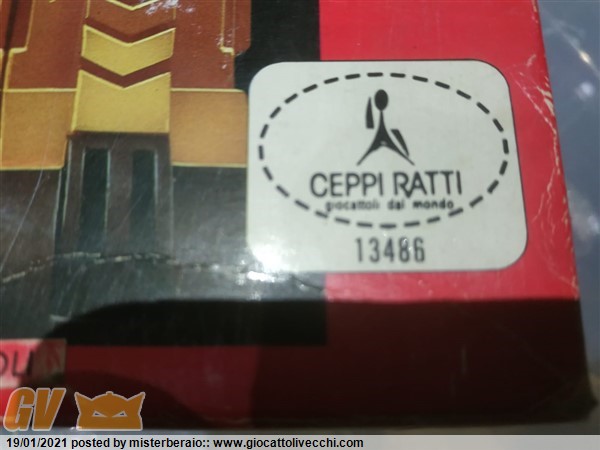 CEPPI RATTI
giocattoli dal mondo
13486
GV
19/01/2021 posted by misterberaio:: www.giocattolivecchi.com